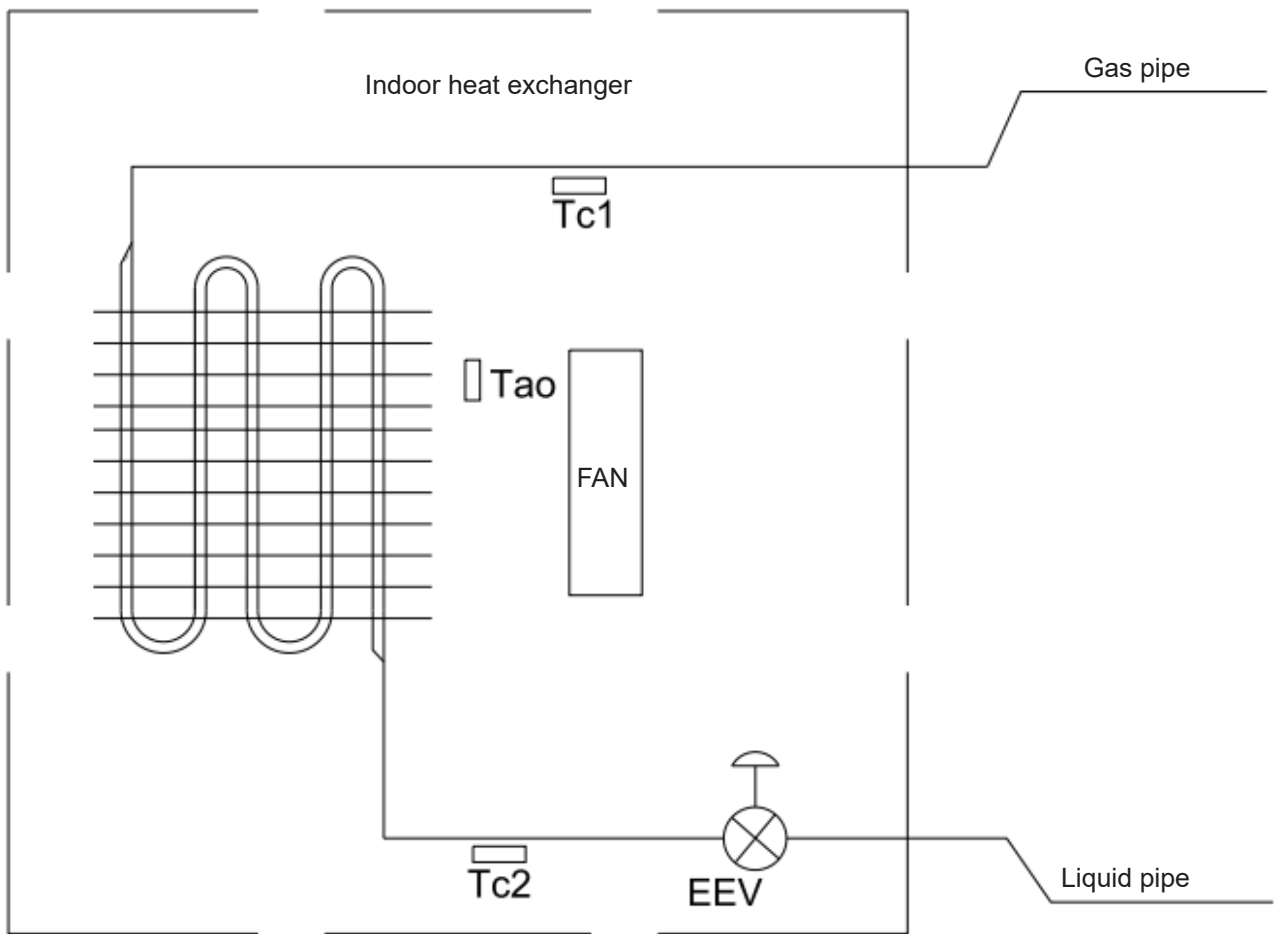 Gas pipe
Indoor heat exchanger
Tc1
Tao
FAN
Tc2
EEV
Liquid pipe